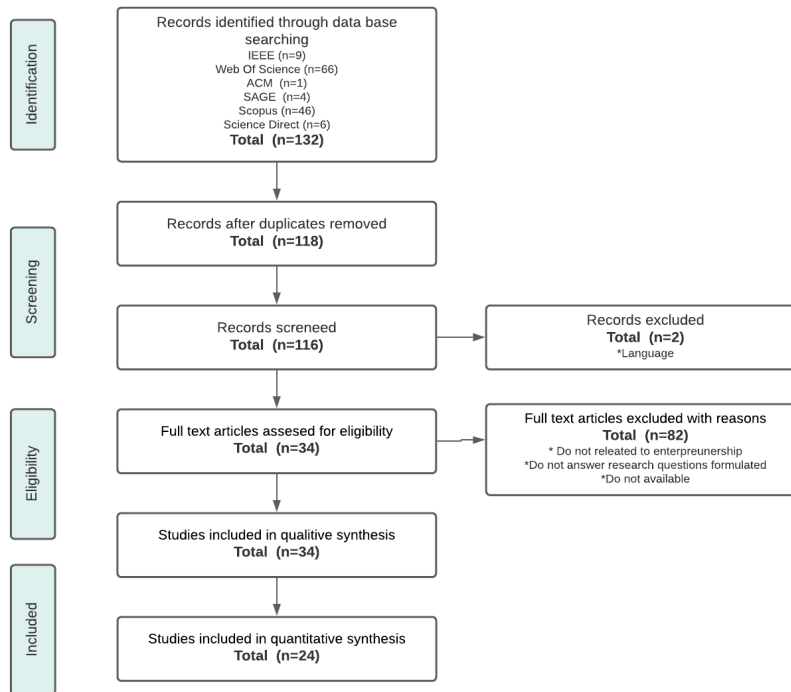 Identification
Records identified through data base
searching
IEEE (n=9)
Web Of Science (n=66)
ACM (n=1)
SAGE (n=4)
Scopus (n=46)
Science Direct (n=6)
Total (n=132)
Records after duplicates removed
Total (n=118)
Screening
Records screneed
Total (n=116)
Records excluded
Total (n=2)
*Language
Eligibility
Full text articles assesed for eligibility
Total (n=34)
Full text articles excluded with reasons
Total (n=82)
* Do not releated to enterpreunership
*Do not answer research questions formulated
*Do not available
Studies included in qualitive synthesis
Total (n=34)
Included
Studies included in quantitative synthesis
Total (n=24)